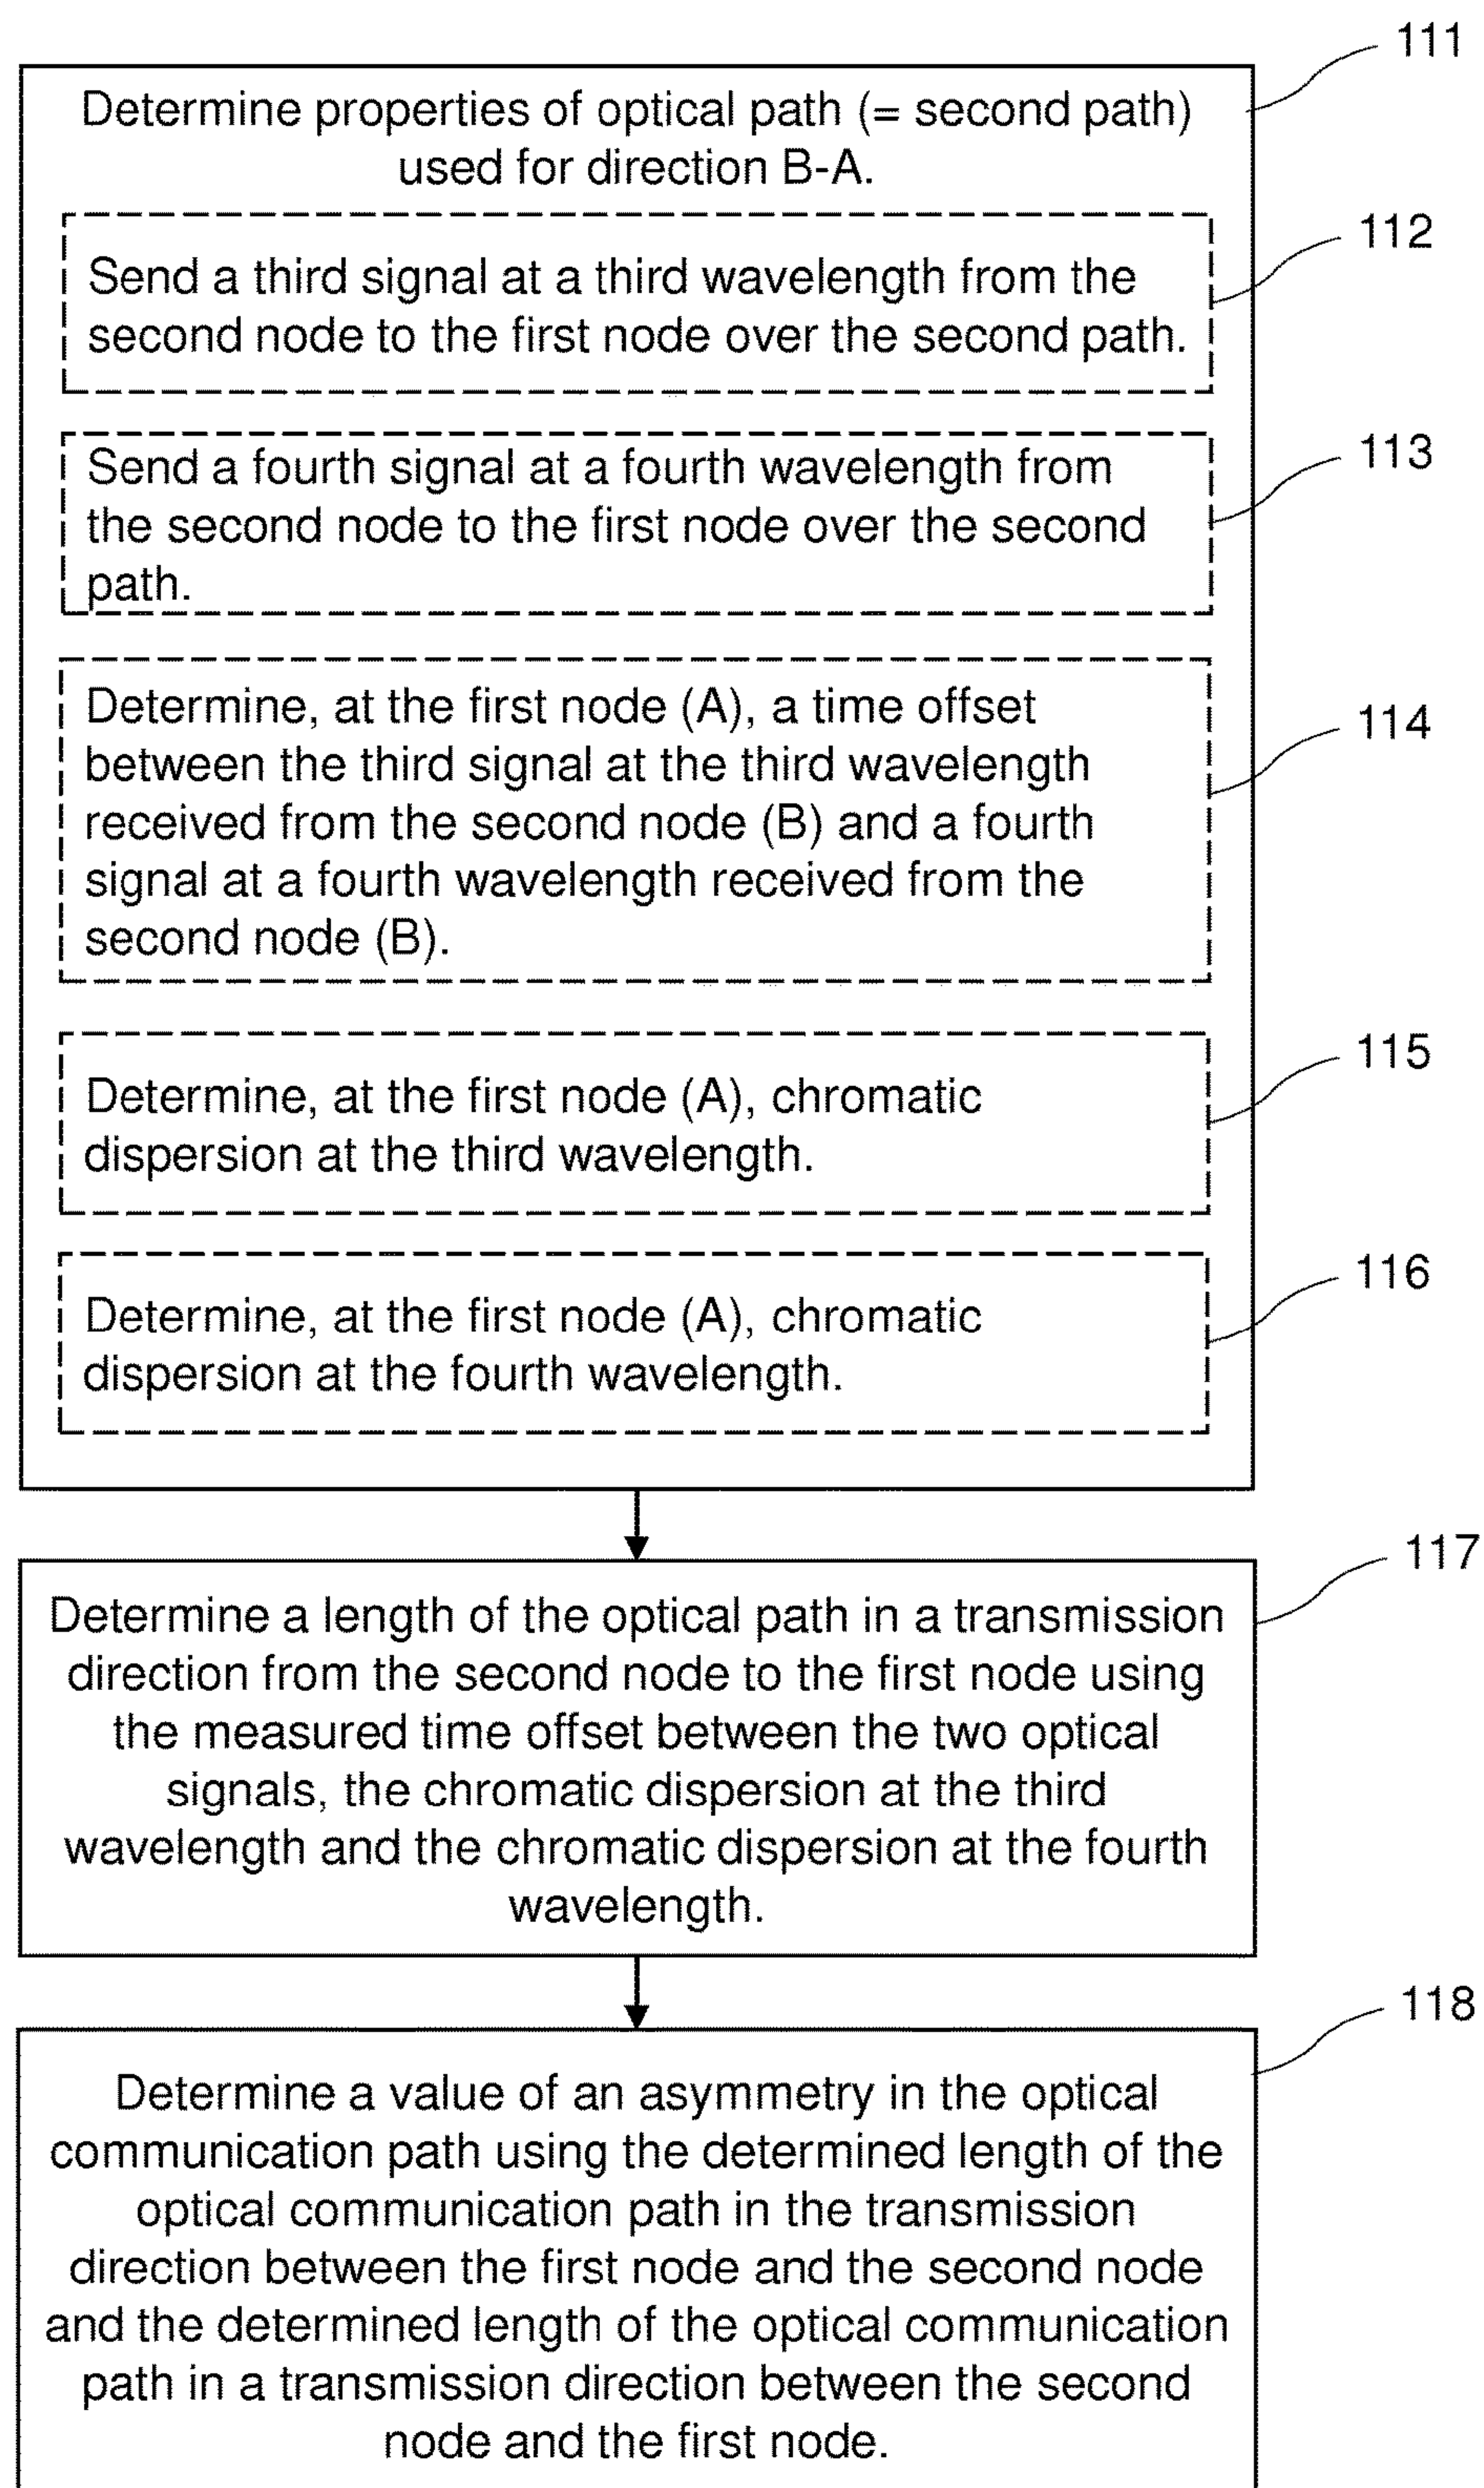 111
Determine properties of optical path (= second path)
used for direction B-A.
112
Send a third signal at a third wavelength from the
second node to the first node over the second path.
113
Send a fourth signal at a fourth wavelength from
the second node to the first node over the second
path.
114
Determine, at the first node (A), a time offset
between the third signal at the third wavelength
received from the second node (B) and a fourth
signal at a fourth wavelength received from the
second node (B).
115
Determine, at the first node (A), chromatic
dispersion at the third wavelength.
116
Determine, at the first node (A), chromatic
dispersion at the fourth wavelength.
117
Determine a length of the optical path in a transmission
direction from the second node to the first node using
the measured time offset between the two optical
signals, the chromatic dispersion at the third
wavelength and the chromatic dispersion at the fourth
wavelength.
118
Determine a value of an asymmetry in the optical
communication path using the determined length of the
optical communication path in the transmission
direction between the first node and the second node
and the determined length of the optical communication
path in a transmission direction between the second
node and the first node.